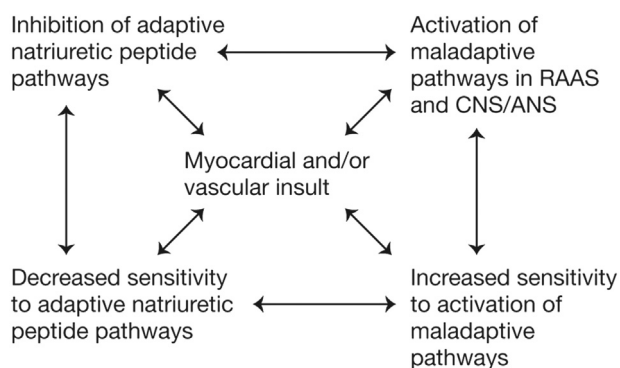 Inhibition of adaptive
natriuretic peptide
pathways
Activation of
maladaptive
pathways in RAAS
and CNS/ANS
Myocardial and/or
vascular insult
Decreased sensitivity
to adaptive natriuretic
peptide pathways
Increased sensitivity
to activation of
maladaptive
pathways